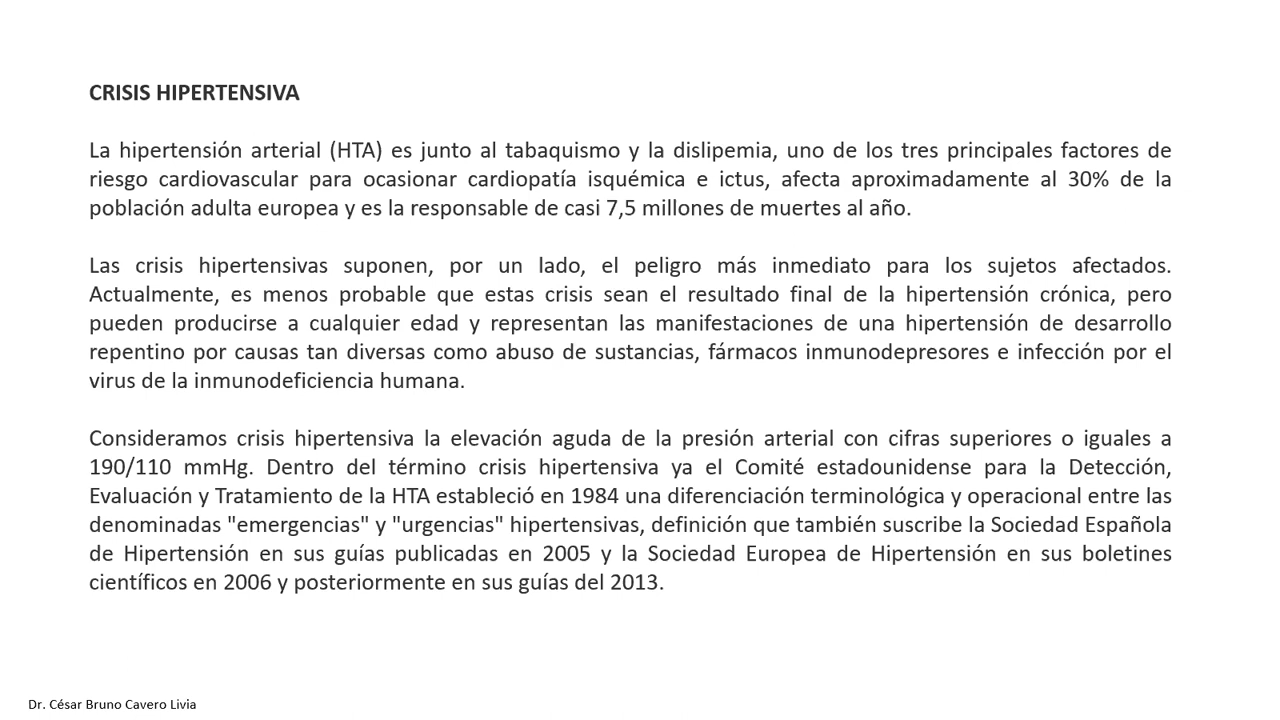 CRISIS HIPERTENSIVA
La hipertensión arterial (HTA) es junto al tabaquismo y la dislipemia, uno de los tres principales factores de
riesgo cardiovascular para ocasionar cardiopatía isquémica e ictus, afecta aproximadamente al 30% de la
población adulta europea y es la responsable de casi 7,5 millones de muertes al año.
Las crisis hipertensivas suponen, por un lado, el peligro más inmediato para los sujetos afectados.
Actualmente, es menos probable que estas crisis sean el resultado final de la hipertensión crónica, pero
pueden producirse a cualquier edad y representan las manifestaciones de una hipertensión de desarrollo
repentino por causas tan diversas como abuso de sustancias, fármacos inmunodepresores e infección por el
virus de la inmunodeficiencia humana.
Consideramos crisis hipertensiva la elevación aguda de la presión arterial con cifras superiores o iguales a
190/110 mmHg. Dentro del término crisis hipertensiva ya el Comité estadounidense para la Detección,
Evaluación y Tratamiento de la HTA estableció en 1984 una diferenciación terminológica y operacional entre las
denominadas "emergencias" y "urgencias" hipertensivas, definición que también suscribe la Sociedad Española
de Hipertensión en sus guías publicadas en 2005 y la Sociedad Europea de Hipertensión en sus boletines
científicos en 2006 y posteriormente en sus guías del 2013.
Dr. César Bruno Cavero Livia